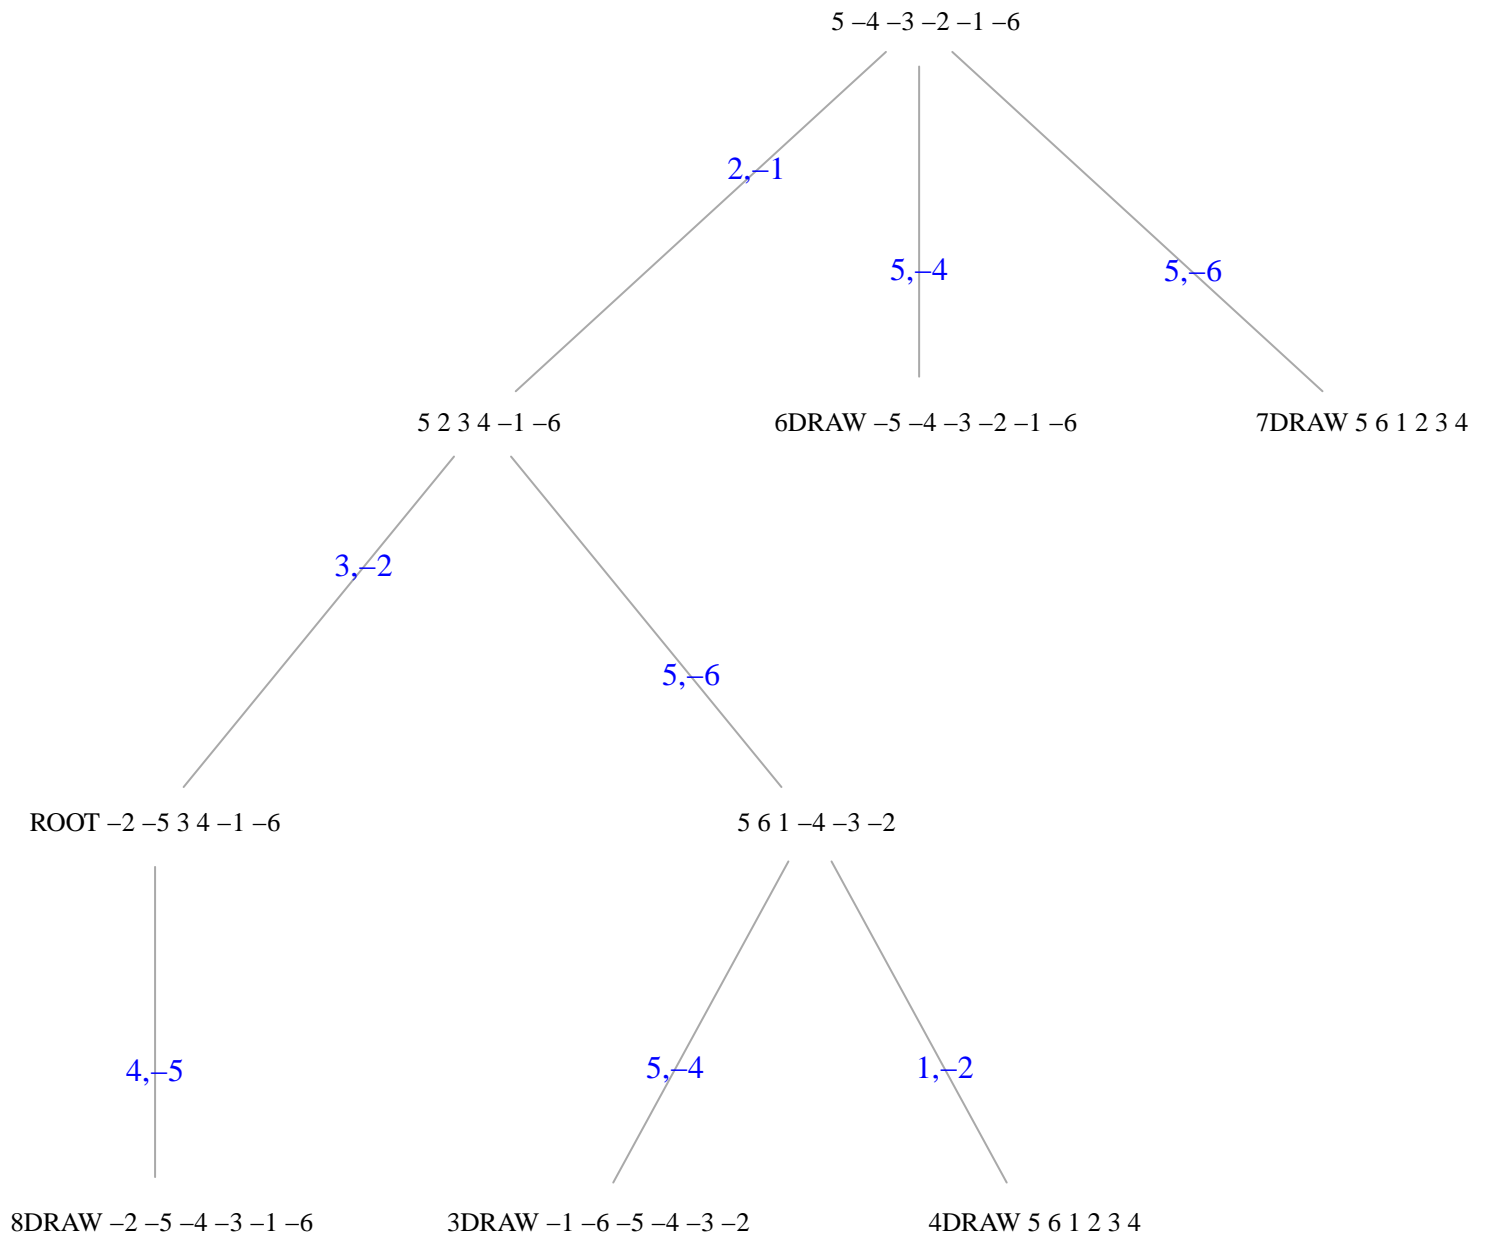 5 –4 –3 –2 –1 –6
2,–1
5,–4
5,–6
5 2 3 4 –1 –6
6DRAW –5 –4 –3 –2 –1 –6
7DRAW 5 6 1 2 3 4
3,–2
5,–6
ROOT –2 –5 3 4 –1 –6
5 6 1 –4 –3 –2
4,–5
5,–4
1,–2
8DRAW –2 –5 –4 –3 –1 –6
3DRAW –1 –6 –5 –4 –3 –2
4DRAW 5 6 1 2 3 4